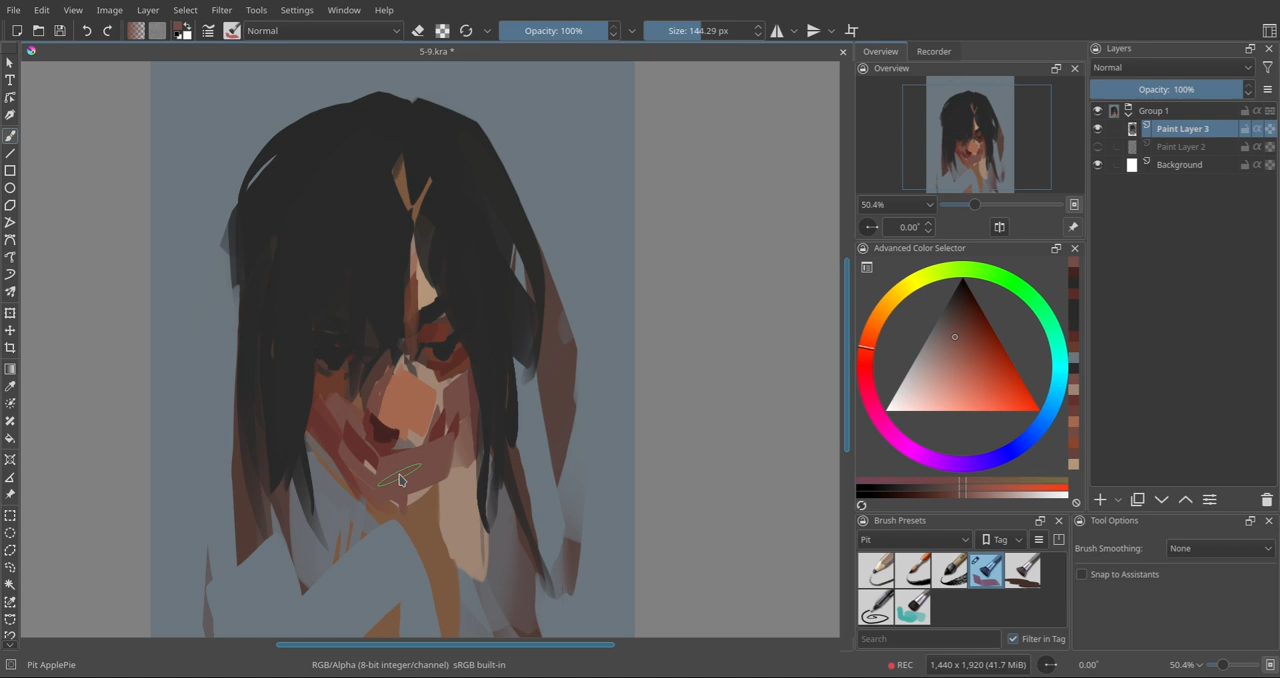 File Edit View Image Layer Select Filter Tools Settings Window Help
Normal Opacity: 100% Size: 144.29 px
5-9.kra *
Overview Recorder
Overview
50.4%
0.00°
Advanced Color Selector
Brush Presets
Pit Tag
Search Filter in Tag
Layers
Normal
Opacity: 100%
Group 1
Paint Layer 3
Paint Layer 2
Background
Tool Options
Brush Smoothing: None
Snap to Assistants
Pit ApplePie RGB/Alpha (8-bit integer/channel) sRGB built-in REC 1,440 x 1,920 (41.7 MiB) 0.00° 50.4%